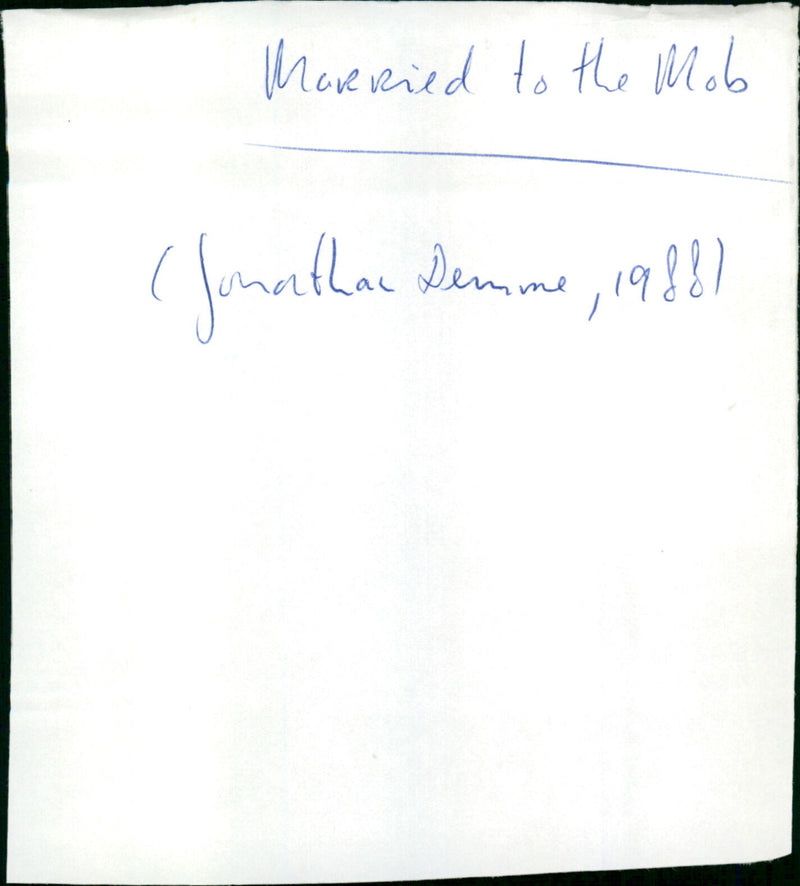 Married to the Mob
(Jonathan Demme, 1988)